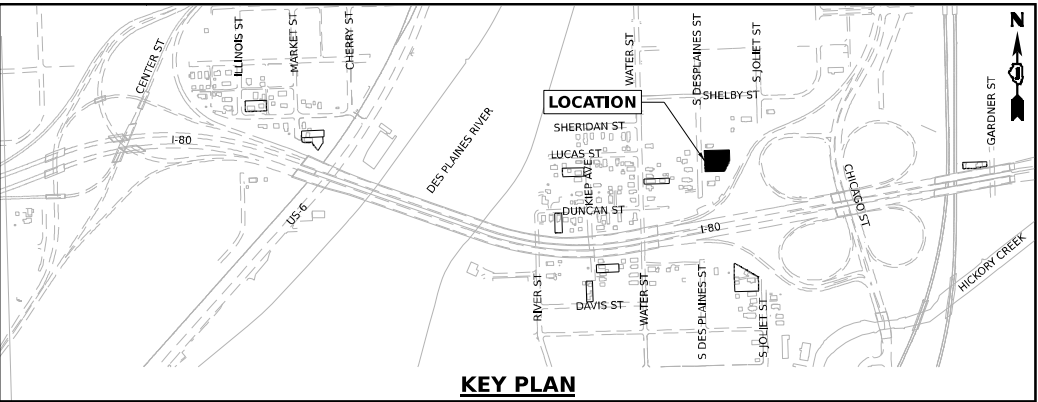 CENTER ST
ILLINOIS ST
MARKET ST
CHERRY ST
WATER ST
S DESPLAINES ST
S JOLIET ST
N
SHELBY ST
LOCATION
GARDNER ST
SHERIDAN ST
I-80
DES PLAINES RIVER
LUCAS ST
KIEP AVE
CHICAGO ST
US-6
DUNCAN ST
I-80
HICKORY CREEK
RIVER ST
DAVIS ST
WATER ST
S DES PLAINES ST
S JOLIET ST
KEY PLAN